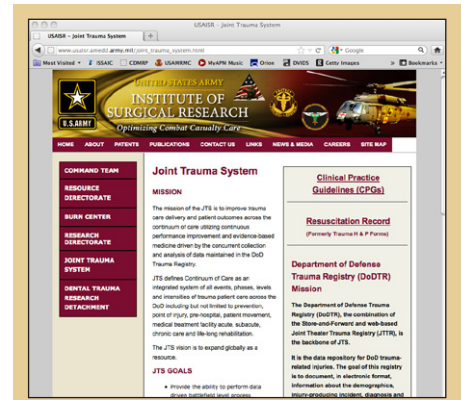 USAISR - Joint Trauma System
USAISR - Joint Trauma System
+
www.usaisr.amedd.army.mil/joint_trauma_system.html
Google
Most Visited
ISSAIC
CDMRP
USAMRMC
MyAPN Music
Orion
DVIDS
Getty Images
Bookmarks
UNITED STATES ARMY
INSTITUTE OF
SURGICAL RESEARCH
Optimizing Combat Casualty Care
U.S. ARMY
HOME ABOUT PATENTS PUBLICATIONS CONTACT US LINKS NEWS & MEDIA CAREERS SITE MAP
COMMAND TEAM
RESOURCE
DIRECTORATE
BURN CENTER
RESEARCH
DIRECTORATE
JOINT TRAUMA
SYSTEM
DENTAL TRAUMA
RESEARCH
DETACHMENT
Joint Trauma System
MISSION
The mission of the JTS is to improve trauma
care delivery and patient outcomes across the
continuum of care utilizing continuous
performance improvement and evidence-based
medicine driven by the concurrent collection
and analysis of data maintained in the DoD
Trauma Registry.
JTS defines Continuum of Care as an
integrated system of all events, phases, levels
and intensities of trauma patient care across the
DoD including but not limited to prevention,
point of injury, pre-hospital, patient movement,
medical treatment facility acute, subacute,
chronic care and life-long rehabilitation.
The JTS vision is to expand globally as a
resource.
JTS GOALS
• Provide the ability to perform data
driven battlefield level process
Clinical Practice
Guidelines (CPGs)
Resuscitation Record
(Formerly Trauma H & P Forms)
Department of Defense
Trauma Registry (DoDTR)
Mission
The Department of Defense Trauma
Registry (DoDTR), the combination of
the Store-and-Forward and web-based
Joint Theater Trauma Registry (JTTR), is
the backbone of JTS.
It is the data repository for DoD trauma-
related injuries. The goal of this registry
is to document, in electronic format,
information about the demographics,
injury-producing incident, diagnosis and